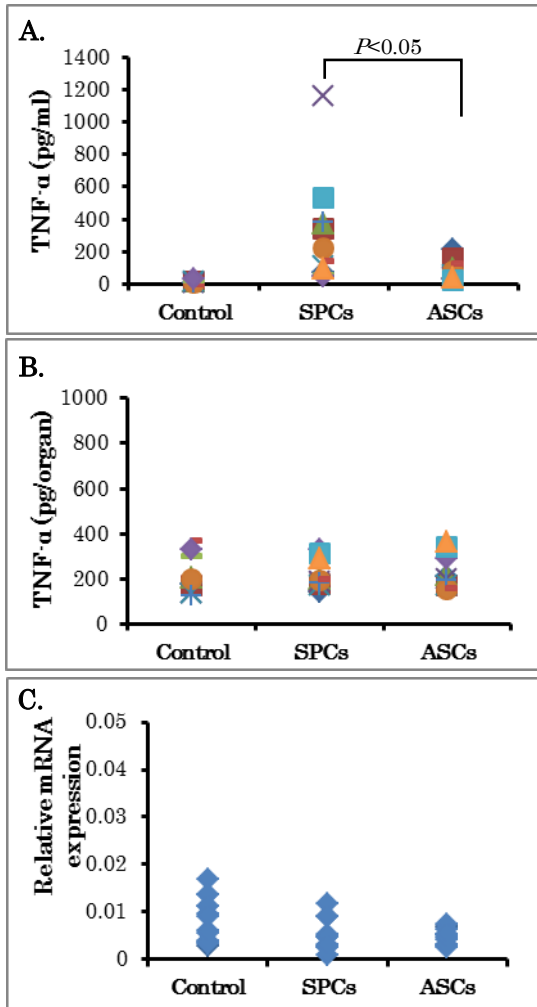 A.
P<0.05
TNF-α (pg/ml)
1400
1200
1000
800
600
400
200
0
Control SPCs ASCs
B.
TNF-α (pg/organ)
1000
800
600
400
200
0
Control SPCs ASCs
C.
Relative mRNA
expression
0.05
0.04
0.03
0.02
0.01
0
Control SPCs ASCs